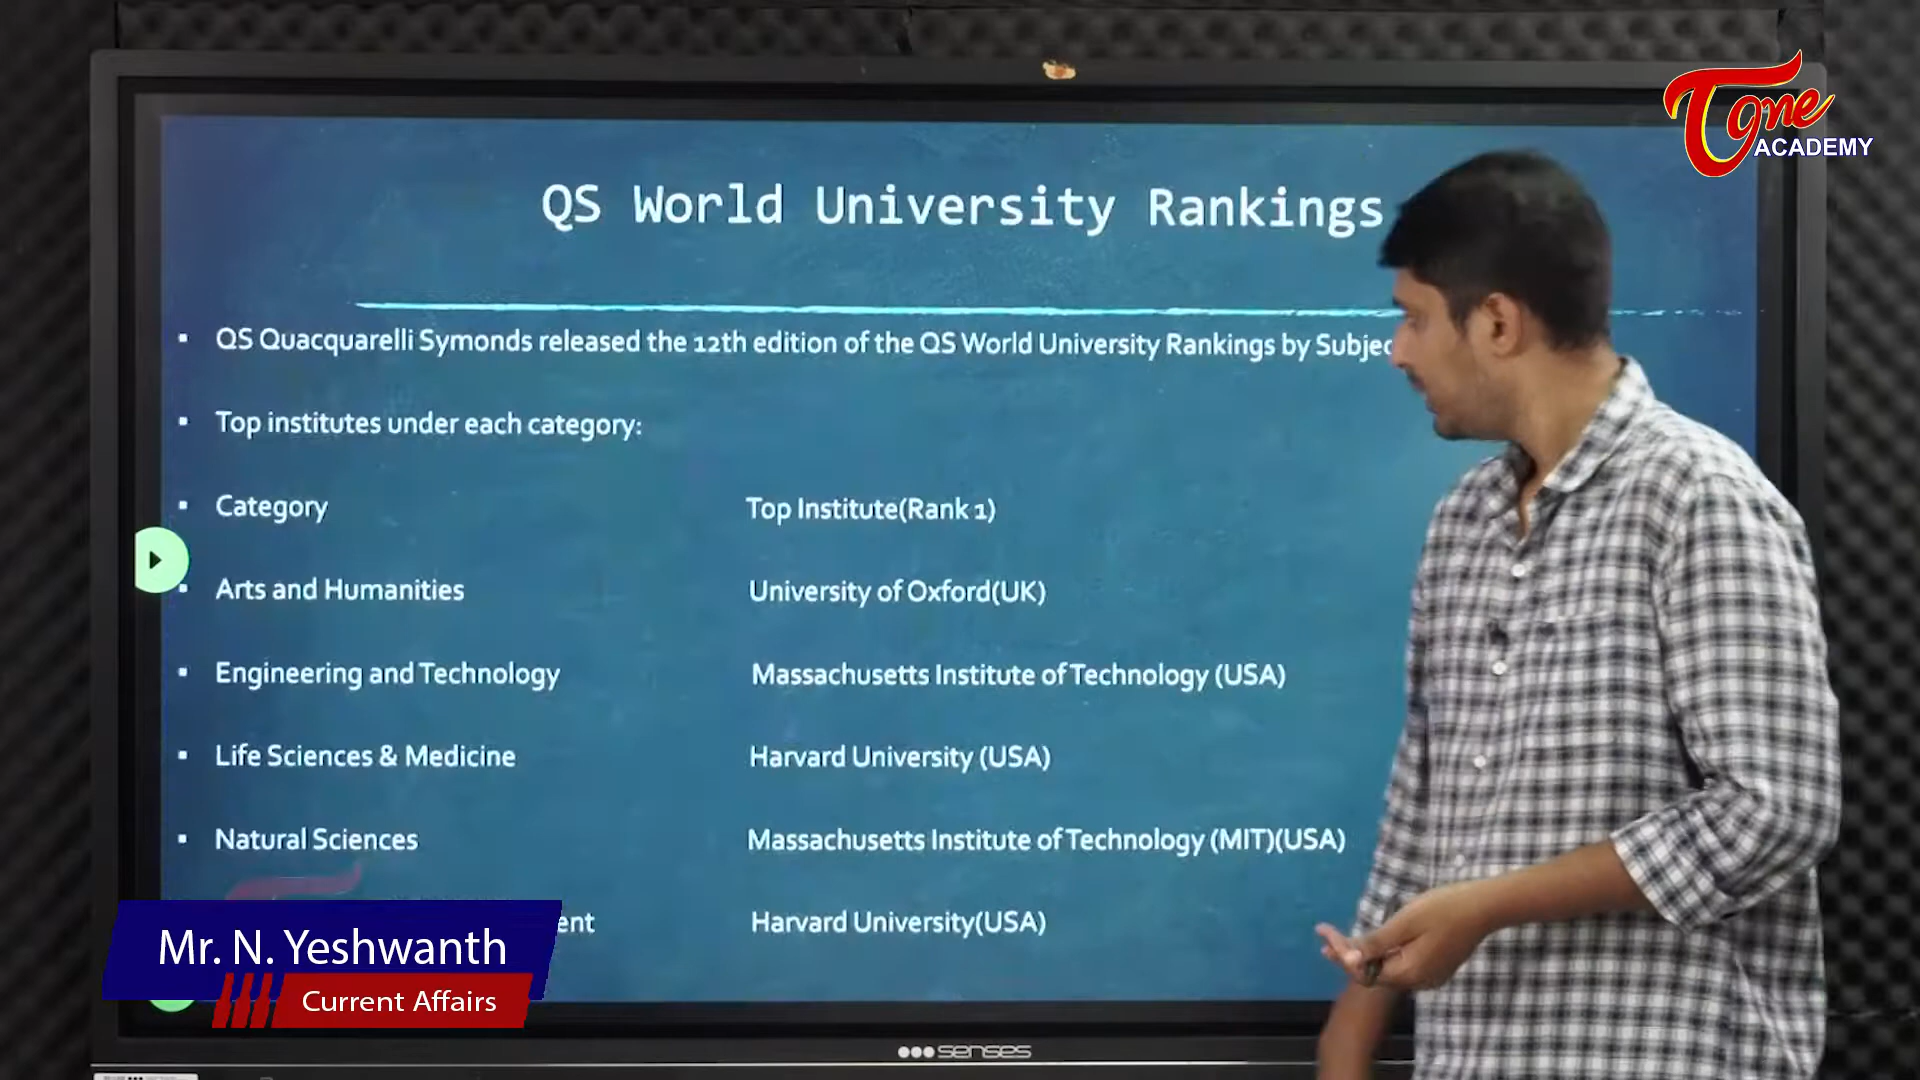 Tone
ACADEMY
QS World University Rankings
QS Quacquarelli Symonds released the 12th edition of the QS World University Rankings by
Top institutes under each category:
Category Top Institute(Rank 1)
Arts and Humanities University of Oxford(UK)
Engineering and Technology Massachusetts Institute of Technology (USA)
Life Sciences & Medicine Harvard University (USA)
Natural Sciences Massachusetts Institute of Technology (MIT)(USA)
Harvard University(USA)
Mr. N. Yeshwanth
Current Affairs
senses